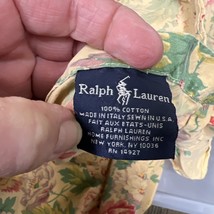 Ralph Lauren
100% COTTON
MADE IN ITALY SEWN IN U.S.A.
FAIT AUX ETATS-UNIS
RALPH LAUREN
HOME FURNISHINGS INC
NEW YORK, NY 10036
RN 14927